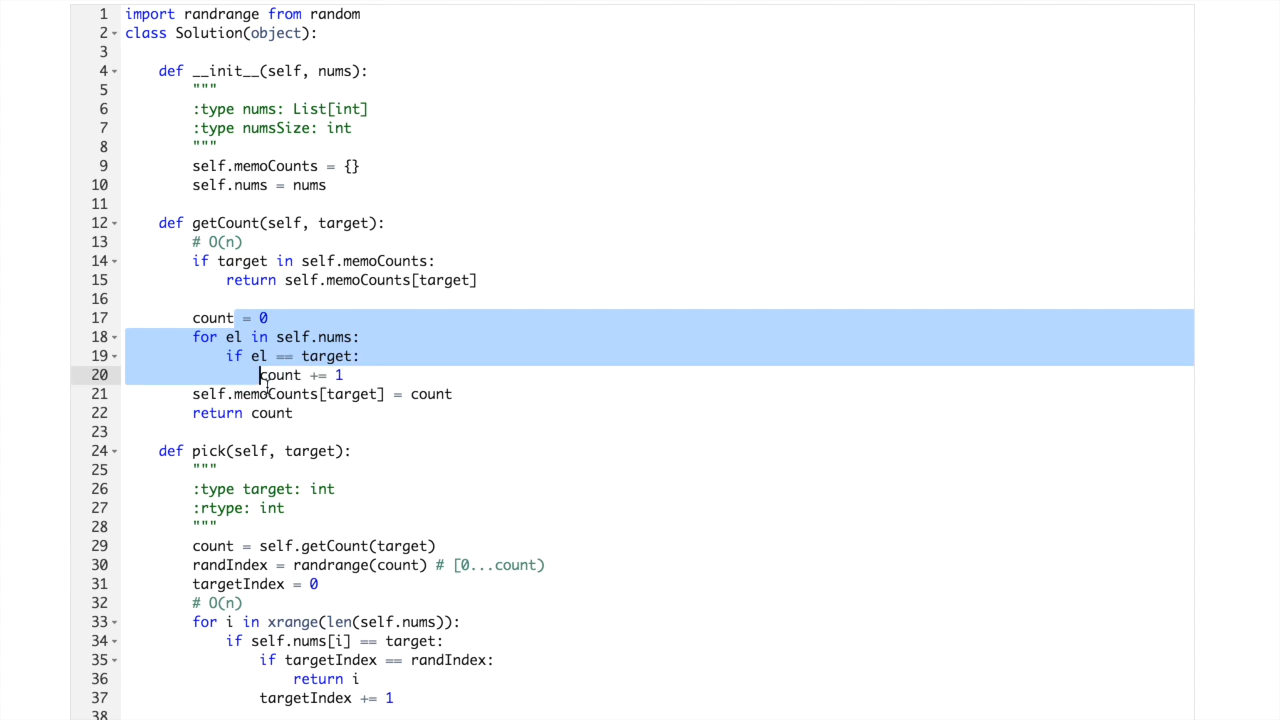 1 import randrange from random
2 class Solution(object):
3
4 def __init__(self, nums):
5 """
6 :type nums: List[int]
7 :type numsSize: int
8 """
9 self.memoCounts = {}
10 self.nums = nums
11
12 def getCount(self, target):
13 # O(n)
14 if target in self.memoCounts:
15 return self.memoCounts[target]
16
17 count = 0
18 for el in self.nums:
19 if el == target:
20 count += 1
21 self.memoCounts[target] = count
22 return count
23
24 def pick(self, target):
25 """
26 :type target: int
27 :rtype: int
28 """
29 count = self.getCount(target)
30 randIndex = randrange(count) # [0...count)
31 targetIndex = 0
32 # O(n)
33 for i in xrange(len(self.nums)):
34 if self.nums[i] == target:
35 if targetIndex == randIndex:
36 return i
37 targetIndex += 1
38